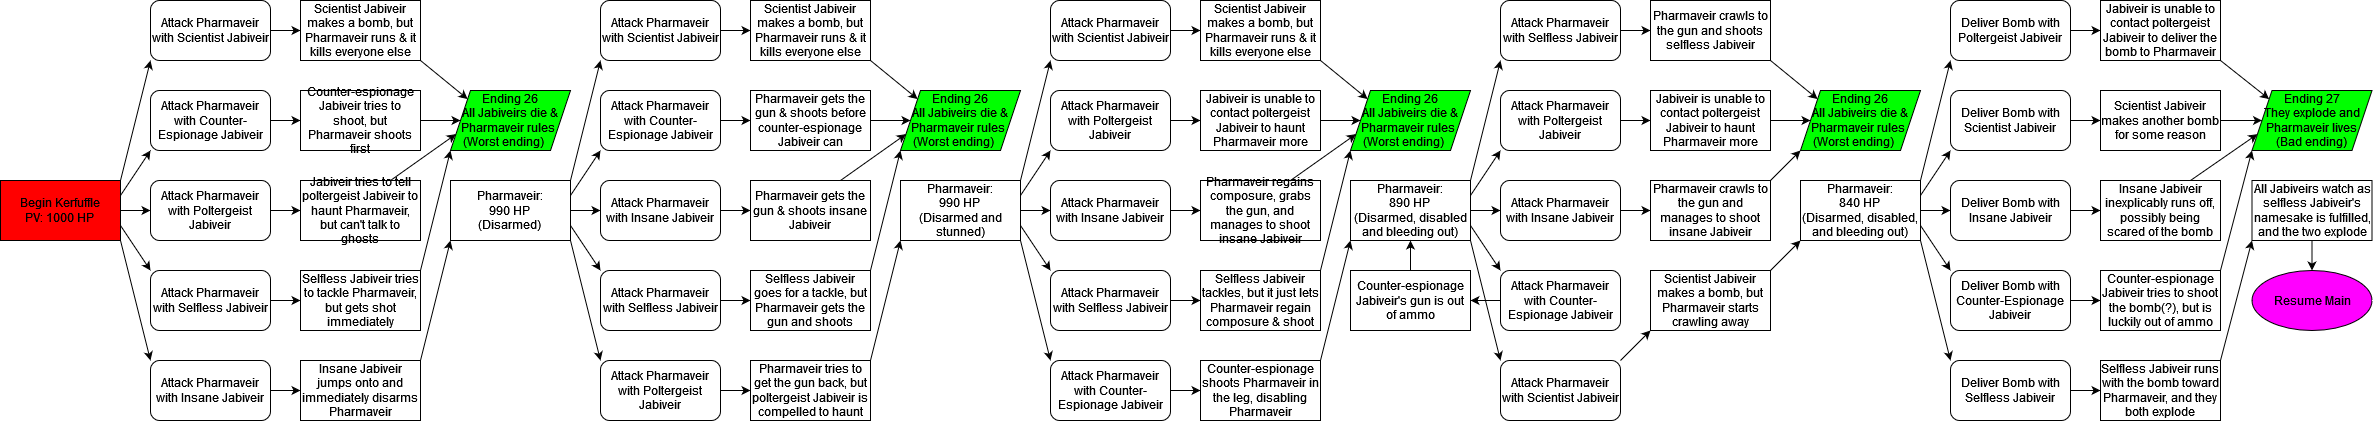 Begin Kerfuffle
PV: 1000 HP
Attack Pharmaveir
with Scientist Jabiveir
Attack Pharmaveir
with Counter-
Espionage Jabiveir
Attack Pharmaveir
with Poltergeist
Jabiveir
Attack Pharmaveir
with Selfless Jabiveir
Attack Pharmaveir
with Insane Jabiveir
Scientist Jabiveir
makes a bomb, but
Pharmaveir runs & it
kills everyone else
Counter-espionage
Jabiveir tries to
shoot, but
Pharmaveir shoots
first
Jabiveir tries to tell
poltergeist Jabiveir to
haunt Pharmaveir,
but can't talk to
ghosts
Selfless Jabiveir tries
to tackle Pharmaveir,
but gets shot
immediately
Insane Jabiveir
jumps onto and
immediately disarms
Pharmaveir
Ending 26
All Jabiveirs die &
Pharmaveir rules
(Worst ending)
Pharmaveir:
990 HP
(Disarmed)
Attack Pharmaveir
with Scientist Jabiveir
Attack Pharmaveir
with Counter-
Espionage Jabiveir
Attack Pharmaveir
with Insane Jabiveir
Attack Pharmaveir
with Selfless Jabiveir
Attack Pharmaveir
with Poltergeist
Jabiveir
Scientist Jabiveir
makes a bomb, but
Pharmaveir runs & it
kills everyone else
Pharmaveir gets the
gun & shoots before
counter-espionage
Jabiveir can
Pharmaveir gets the
gun & shoots insane
Jabiveir
Selfless Jabiveir
goes for a tackle, but
Pharmaveir gets the
gun and shoots
Pharmaveir tries to
get the gun back, but
poltergeist Jabiveir is
compelled to haunt
Ending 26
All Jabiveirs die &
Pharmaveir rules
(Worst ending)
Pharmaveir:
990 HP
(Disarmed and
stunned)
Attack Pharmaveir
with Scientist Jabiveir
Attack Pharmaveir
with Poltergeist
Jabiveir
Attack Pharmaveir
with Insane Jabiveir
Attack Pharmaveir
with Selfless Jabiveir
Attack Pharmaveir
with Counter-
Espionage Jabiveir
Scientist Jabiveir
makes a bomb, but
Pharmaveir runs & it
kills everyone else
Jabiveir is unable to
contact poltergeist
Jabiveir to haunt
Pharmaveir more
Pharmaveir regains
composure, grabs
the gun, and
manages to shoot
insane Jabiveir
Selfless Jabiveir
tackles, but it just lets
Pharmaveir regain
composure & shoot
Counter-espionage
shoots Pharmaveir in
the leg, disabling
Pharmaveir
Ending 26
All Jabiveirs die &
Pharmaveir rules
(Worst ending)
Pharmaveir:
890 HP
(Disarmed, disabled
and bleeding out)
Counter-espionage
Jabiveir's gun is out
of ammo
Attack Pharmaveir
with Selfless Jabiveir
Attack Pharmaveir
with Poltergeist
Jabiveir
Attack Pharmaveir
with Insane Jabiveir
Attack Pharmaveir
with Counter-
Espionage Jabiveir
Attack Pharmaveir
with Scientist Jabiveir
Pharmaveir crawls to
the gun and shoots
selfless Jabiveir
Jabiveir is unable to
contact poltergeist
Jabiveir to haunt
Pharmaveir more
Pharmaveir crawls to
the gun and
manages to shoot
insane Jabiveir
Scientist Jabiveir
makes a bomb, but
Pharmaveir starts
crawling away
Ending 26
All Jabiveirs die &
Pharmaveir rules
(Worst ending)
Pharmaveir:
840 HP
(Disarmed, disabled,
and bleeding out)
Deliver Bomb with
Poltergeist Jabiveir
Deliver Bomb with
Scientist Jabiveir
Deliver Bomb with
Insane Jabiveir
Deliver Bomb with
Counter-Espionage
Jabiveir
Deliver Bomb with
Selfless Jabiveir
Jabiveir is unable to
contact poltergeist
Jabiveir to deliver the
bomb to Pharmaveir
Scientist Jabiveir
makes another bomb
for some reason
Insane Jabiveir
inexplicably runs off,
possibly being
scared of the bomb
Counter-espionage
Jabiveir tries to shoot
the bomb(?), but is
luckily out of ammo
Selfless Jabiveir runs
with the bomb toward
Pharmaveir, and they
both explode
Ending 27
They explode and
Pharmaveir lives
(Bad ending)
All Jabiveirs watch as
selfless Jabiveir's
namesake is fulfilled,
and the two explode
Resume Main